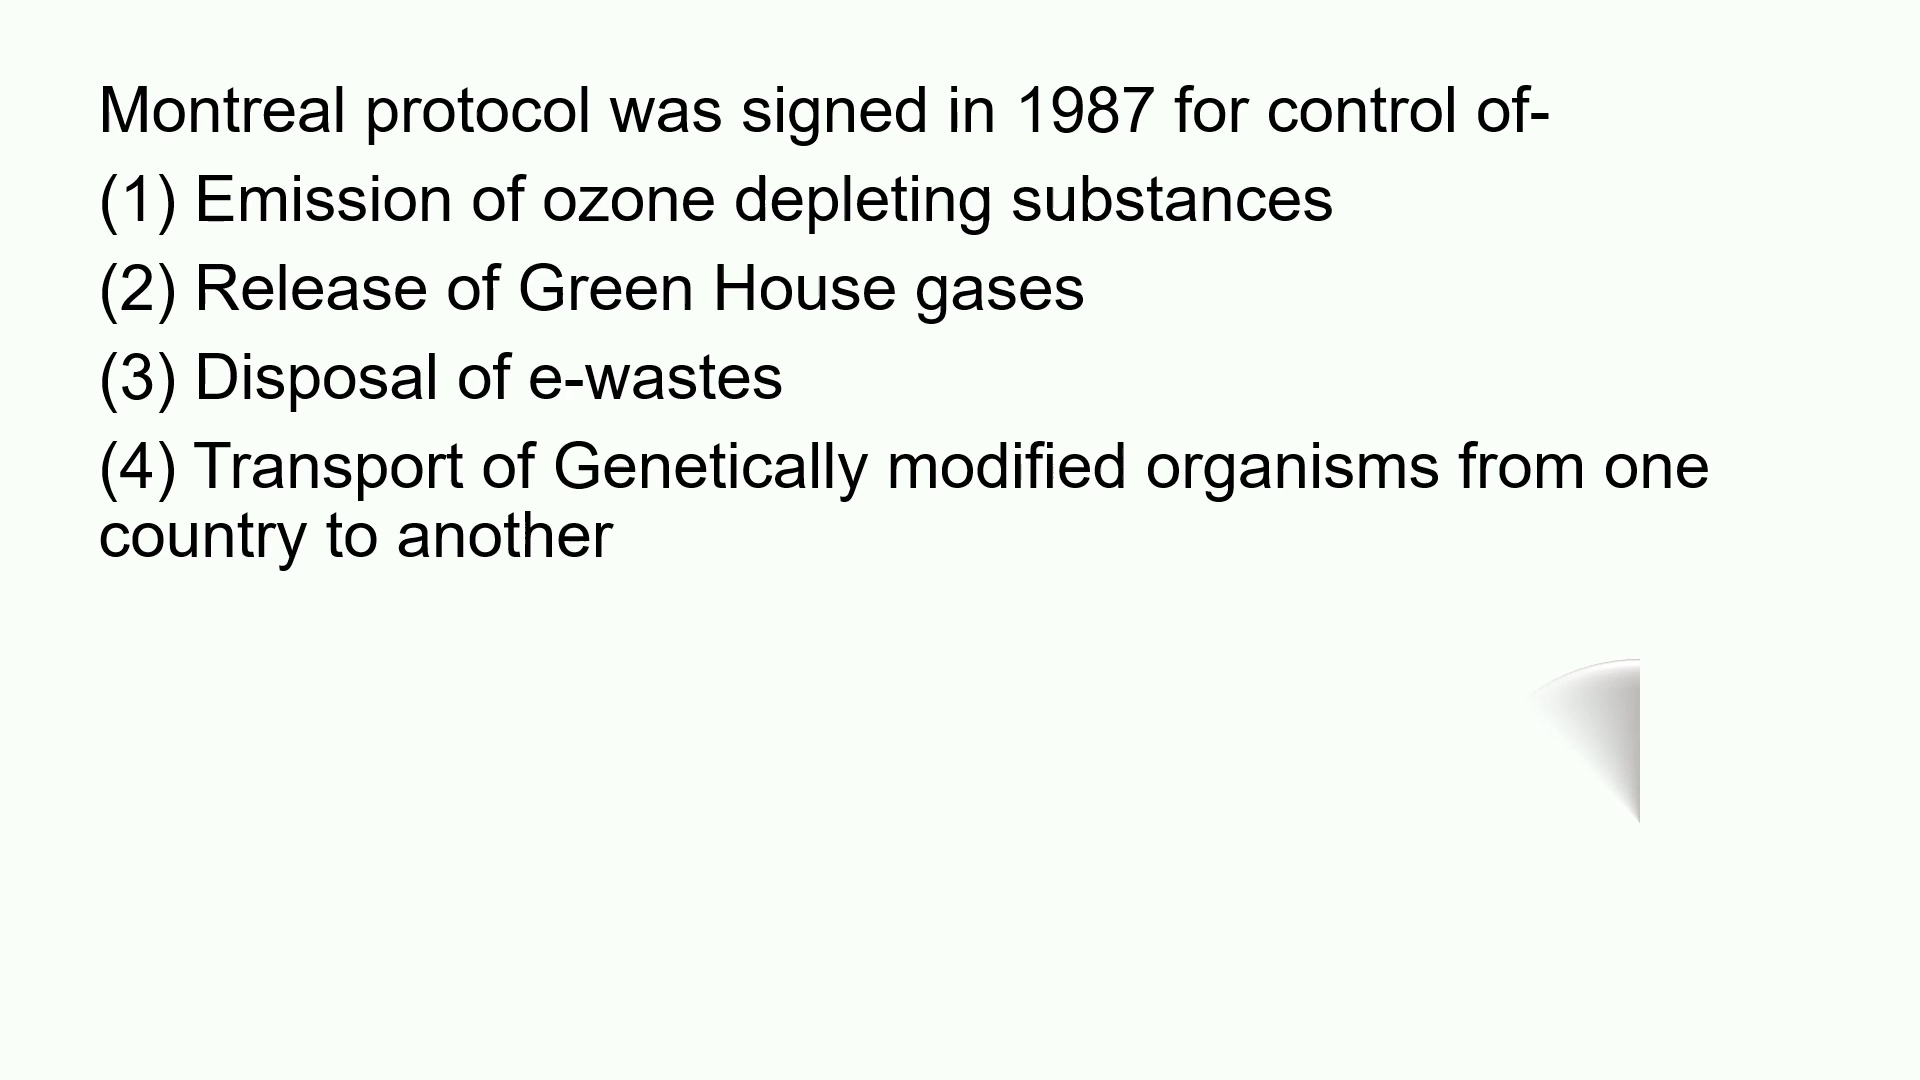 Montreal protocol was signed in 1987 for control of-
(1) Emission of ozone depleting substances
(2) Release of Green House gases
(3) Disposal of e-wastes
(4) Transport of Genetically modified organisms from one
country to another